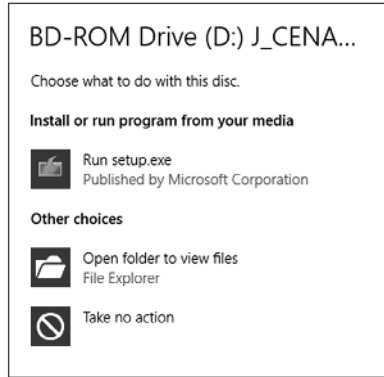 BD-ROM Drive (D:) J_CENA...
Choose what to do with this disc.
Install or run program from your media
Run setup.exe
Published by Microsoft Corporation
Other choices
Open folder to view files
File Explorer
Take no action